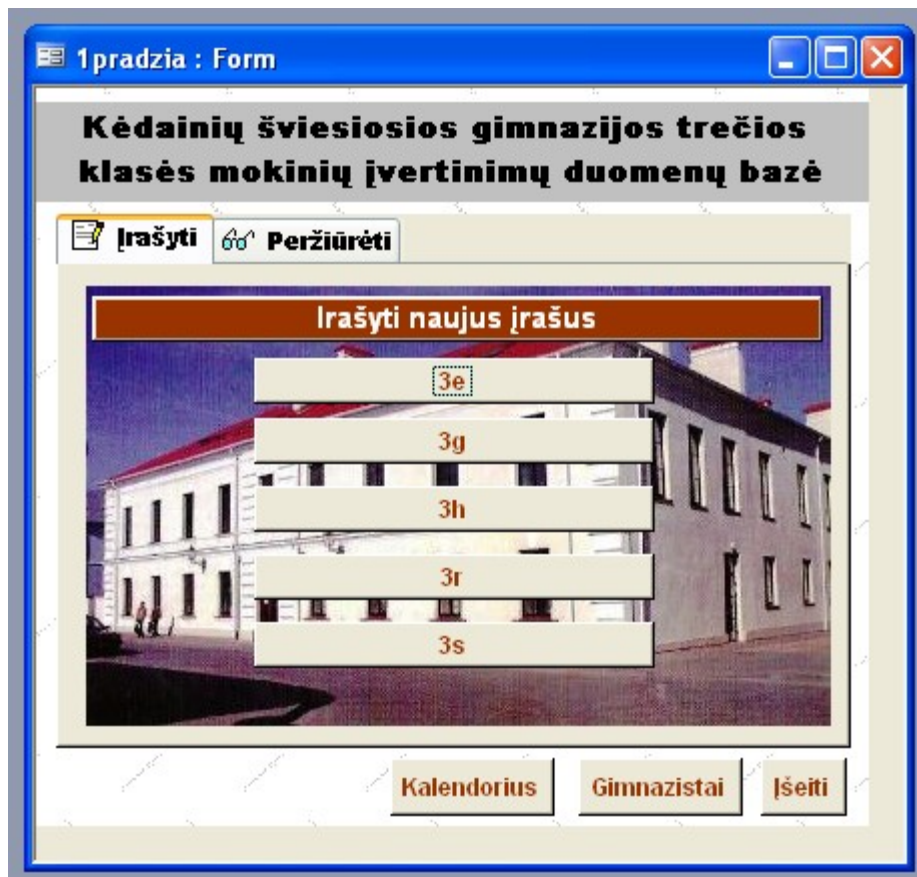 1pradzia : Form
Kėdainių šviesiosios gimnazijos trečios
klasės mokinių įvertinimų duomenų bazė
Įrašyti
Peržiūrėti
Irašyti naujus įrašus
3e
3g
3h
3r
3s
Kalendorius
Gimnazistai
Įšeiti